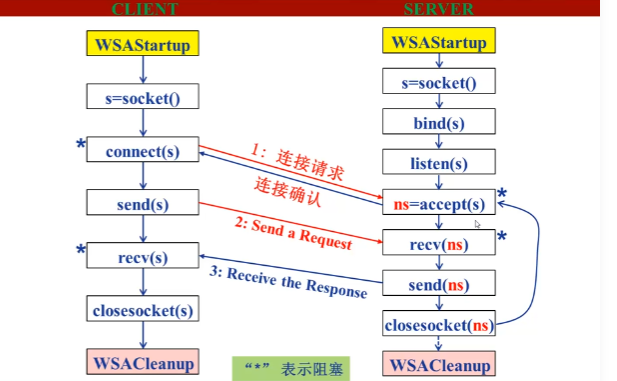 CLIENT
SERVER
WSAStartup
s=socket()
* connect(s)
send(s)
* recv(s)
closesocket(s)
WSACleanup
1：连接请求
连接确认
2: Send a Request
3: Receive the Response
WSAStartup
s=socket()
bind(s)
listen(s)
ns=accept(s) *
recv(ns) *
send(ns)
closesocket(ns)
WSACleanup
“*” 表示阻塞